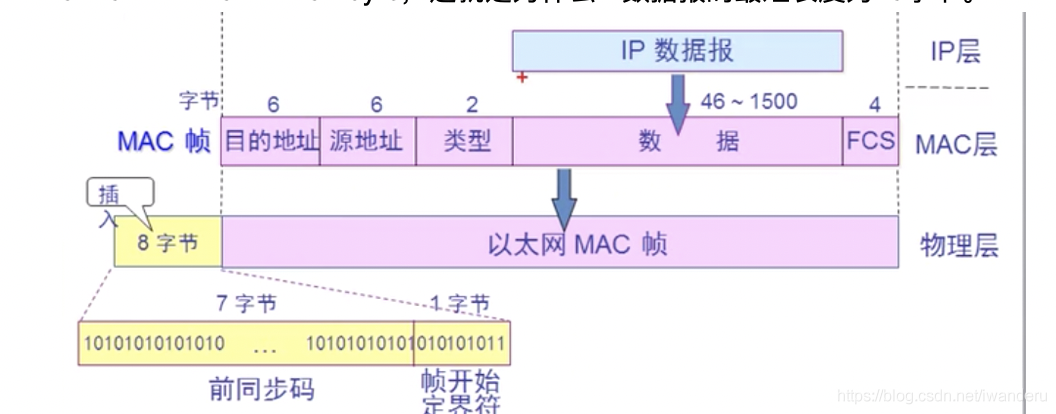 IP 数据报
IP层
字节
6
6
2
46 ~ 1500
4
MAC 帧
目的地址
源地址
类型
数 据
FCS
MAC层
插
入
8 字节
以太网 MAC 帧
物理层
7 字节
1 字节
10101010101010 ... 10101010101010101011
前同步码
帧开始
定界符
https://blog.csdn.net/iwanderu